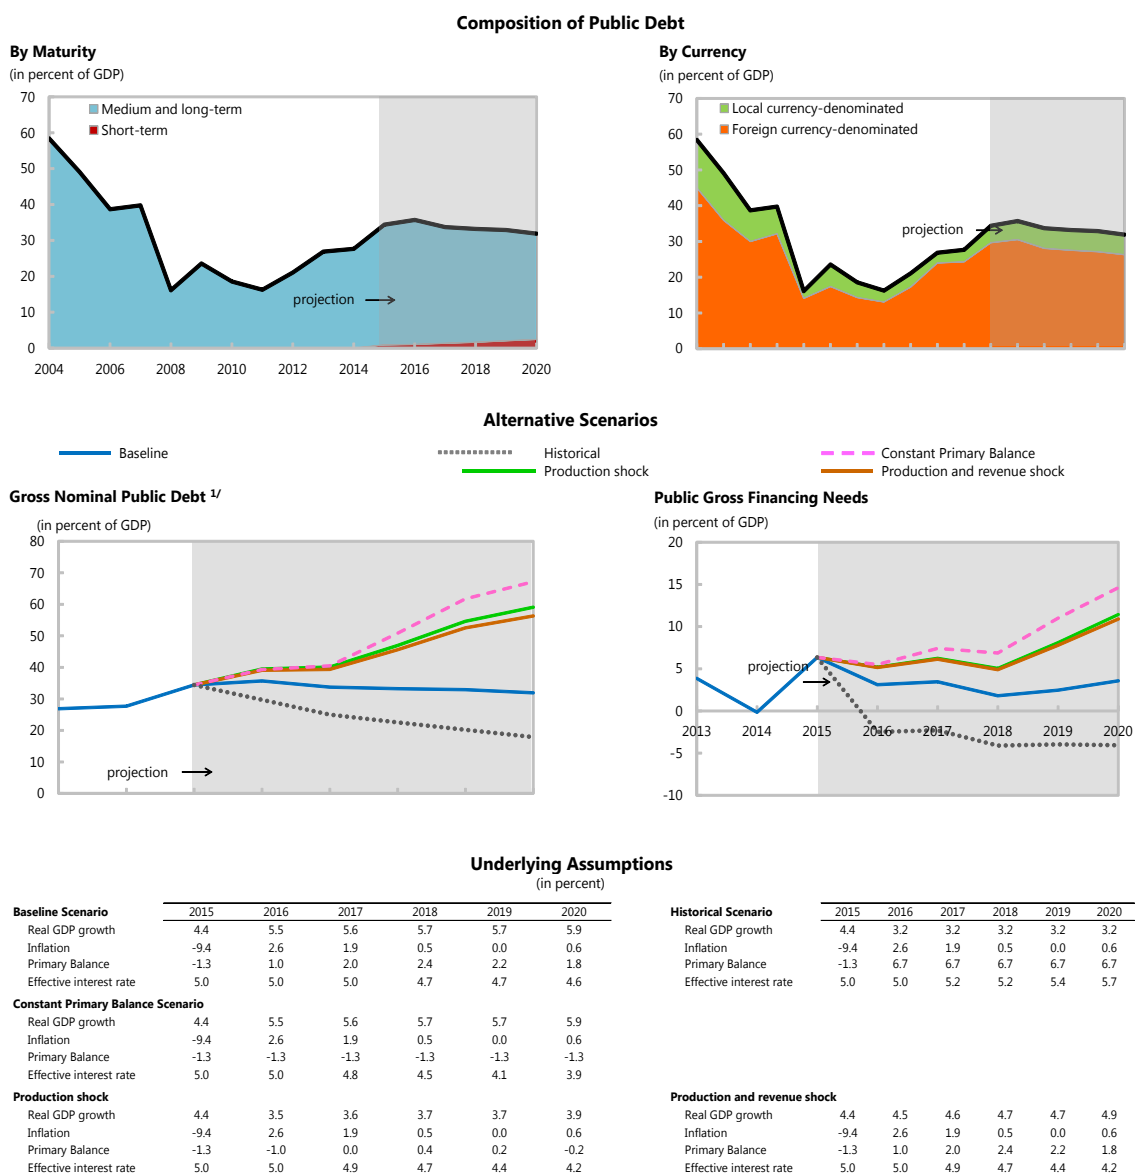 Composition of Public Debt
By Maturity
(in percent of GDP)
70
60
50
40
30
20
10
0
Medium and long-term
Short-term
projection
2004 2006 2008 2010 2012 2014 2016 2018 2020
By Currency
(in percent of GDP)
70
60
50
40
30
20
10
0
Local currency-denominated
Foreign currency-denominated
projection
Alternative Scenarios
Baseline Historical Constant Primary Balance
Production shock Production and revenue shock
Gross Nominal Public Debt 1/
(in percent of GDP)
80
70
60
50
40
30
20
10
0
projection
Public Gross Financing Needs
(in percent of GDP)
20
15
10
5
0
-5
-10
projection
2013 2014 2015 2016 2017 2018 2019 2020
Underlying Assumptions
(in percent)
Baseline Scenario 2015 2016 2017 2018 2019 2020
Real GDP growth 4.4 5.5 5.6 5.7 5.7 5.9
Inflation -9.4 2.6 1.9 0.5 0.0 0.6
Primary Balance -1.3 1.0 2.0 2.4 2.2 1.8
Effective interest rate 5.0 5.0 5.0 4.7 4.7 4.6
Historical Scenario 2015 2016 2017 2018 2019 2020
Real GDP growth 4.4 3.2 3.2 3.2 3.2 3.2
Inflation -9.4 2.6 1.9 0.5 0.0 0.6
Primary Balance -1.3 6.7 6.7 6.7 6.7 6.7
Effective interest rate 5.0 5.0 5.2 5.2 5.4 5.7
Constant Primary Balance Scenario
Real GDP growth 4.4 5.5 5.6 5.7 5.7 5.9
Inflation -9.4 2.6 1.9 0.5 0.0 0.6
Primary Balance -1.3 -1.3 -1.3 -1.3 -1.3 -1.3
Effective interest rate 5.0 5.0 4.8 4.5 4.1 3.9
Production shock
Real GDP growth 4.4 3.5 3.6 3.7 3.7 3.9
Inflation -9.4 2.6 1.9 0.5 0.0 0.6
Primary Balance -1.3 -1.0 0.0 0.4 0.2 -0.2
Effective interest rate 5.0 5.0 4.9 4.7 4.4 4.2
Production and revenue shock
Real GDP growth 4.4 4.5 4.6 4.7 4.7 4.9
Inflation -9.4 2.6 1.9 0.5 0.0 0.6
Primary Balance -1.3 1.0 2.0 2.4 2.2 1.8
Effective interest rate 5.0 5.0 4.9 4.7 4.4 4.2